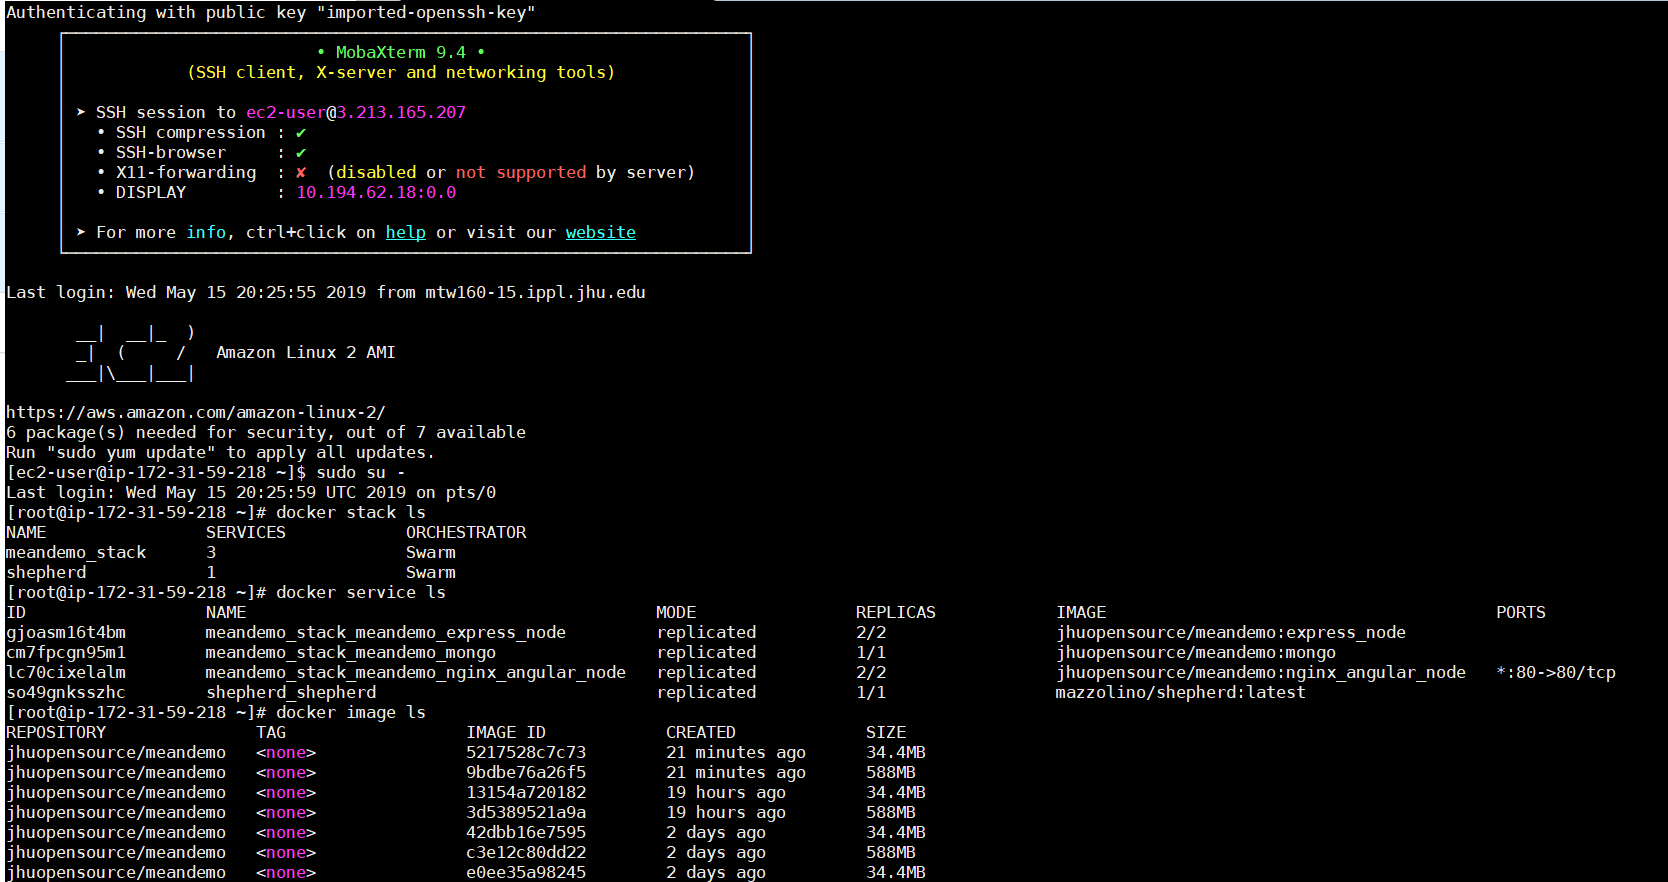 Authenticating with public key "imported-openssh-key"
• MobaXterm 9.4 •
(SSH client, X-server and networking tools)
➤ SSH session to ec2-user@3.213.165.207
• SSH compression : ✔
• SSH-browser     : ✔
• X11-forwarding  : ✘  (disabled or not supported by server)
• DISPLAY         : 10.194.62.18:0.0
➤ For more info, ctrl+click on help or visit our website
Last login: Wed May 15 20:25:55 2019 from mtw160-15.ippl.jhu.edu
       __|  __|_  )
       _|  (     /   Amazon Linux 2 AMI
      ___|\___|___|
https://aws.amazon.com/amazon-linux-2/
6 package(s) needed for security, out of 7 available
Run "sudo yum update" to apply all updates.
[ec2-user@ip-172-31-59-218 ~]$ sudo su -
Last login: Wed May 15 20:25:59 UTC 2019 on pts/0
[root@ip-172-31-59-218 ~]# docker stack ls
NAME                SERVICES            ORCHESTRATOR
meandemo_stack      3                   Swarm
shepherd            1                   Swarm
[root@ip-172-31-59-218 ~]# docker service ls
ID                  NAME                                         MODE                REPLICAS            IMAGE                                       PORTS
gjoasm16t4bm        meandemo_stack_meandemo_express_node         replicated          2/2                 jhuopensource/meandemo:express_node
cm7fpcgn95m1        meandemo_stack_meandemo_mongo                replicated          1/1                 jhuopensource/meandemo:mongo
lc70cixelalm        meandemo_stack_meandemo_nginx_angular_node   replicated          2/2                 jhuopensource/meandemo:nginx_angular_node   *:80->80/tcp
so49gnksszhc        shepherd_shepherd                            replicated          1/1                 mazzolino/shepherd:latest
[root@ip-172-31-59-218 ~]# docker image ls
REPOSITORY               TAG                  IMAGE ID            CREATED             SIZE
jhuopensource/meandemo   <none>               5217528c7c73        21 minutes ago      34.4MB
jhuopensource/meandemo   <none>               9bdbe76a26f5        21 minutes ago      588MB
jhuopensource/meandemo   <none>               13154a720182        19 hours ago        34.4MB
jhuopensource/meandemo   <none>               3d5389521a9a        19 hours ago        588MB
jhuopensource/meandemo   <none>               42dbb16e7595        2 days ago          34.4MB
jhuopensource/meandemo   <none>               c3e12c80dd22        2 days ago          588MB
jhuopensource/meandemo   <none>               e0ee35a98245        2 days ago          34.4MB